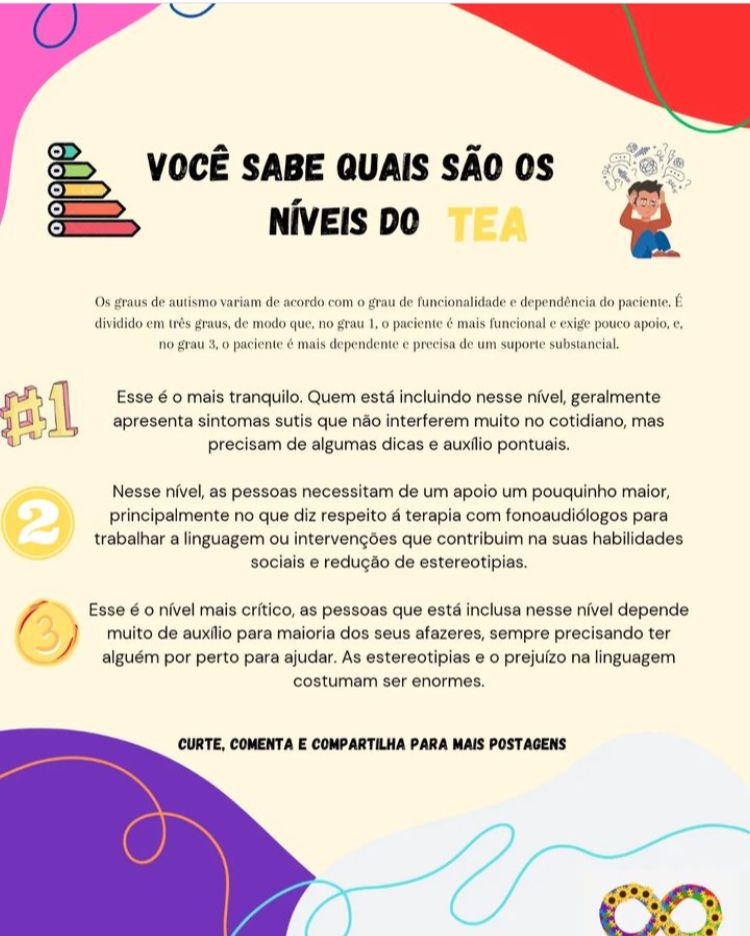 VOCÊ SABE QUAIS SÃO OS
NÍVEIS DO TEA
Os graus de autismo variam de acordo com o grau de funcionalidade e dependência do paciente. É
dividido em três graus, de modo que, no grau 1, o paciente é mais funcional e exige pouco apoio, e,
no grau 3, o paciente é mais dependente e precisa de um suporte substancial.
#1
Esse é o mais tranquilo. Quem está incluindo nesse nível, geralmente
apresenta sintomas sutis que não interferem muito no cotidiano, mas
precisam de algumas dicas e auxílio pontuais.
2
Nesse nível, as pessoas necessitam de um apoio um pouquinho maior,
principalmente no que diz respeito á terapia com fonoaudiólogos para
trabalhar a linguagem ou intervenções que contribuim na suas habilidades
sociais e redução de estereotipias.
3
Esse é o nível mais crítico, as pessoas que está inclusa nesse nível depende
muito de auxílio para maioria dos seus afazeres, sempre precisando ter
alguém por perto para ajudar. As estereotipias e o prejuízo na linguagem
costumam ser enormes.
CURTE, COMENTA E COMPARTILHA PARA MAIS POSTAGENS